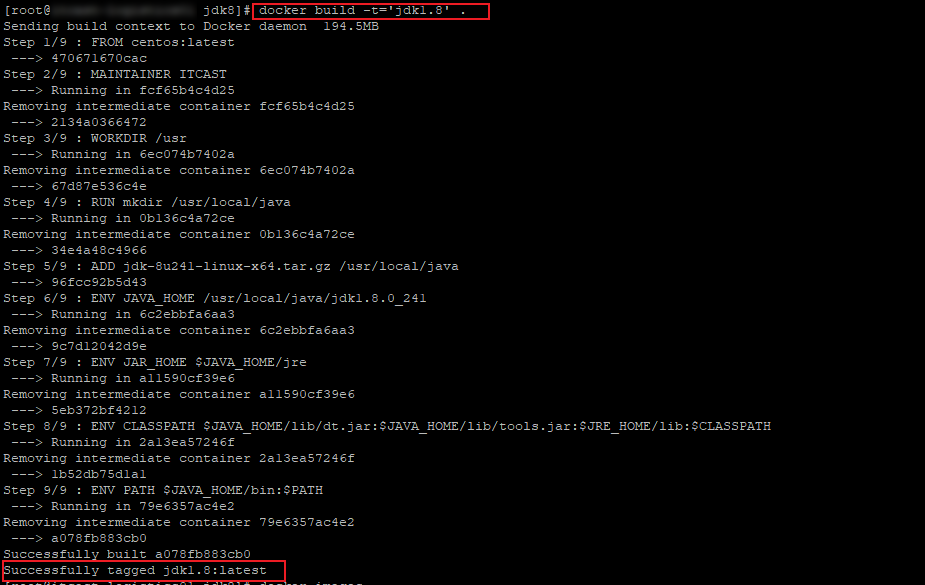 [root@ jdk8]# docker build -t='jdk1.8' .
Sending build context to Docker daemon  194.5MB
Step 1/9 : FROM centos:latest
 ---> 470671670cac
Step 2/9 : MAINTAINER ITCAST
 ---> Running in fcf65b4c4d25
Removing intermediate container fcf65b4c4d25
 ---> 2134a0366472
Step 3/9 : WORKDIR /usr
 ---> Running in 6ec074b7402a
Removing intermediate container 6ec074b7402a
 ---> 67d87e536c4e
Step 4/9 : RUN mkdir /usr/local/java
 ---> Running in 0b136c4a72ce
Removing intermediate container 0b136c4a72ce
 ---> 34e4a48c4966
Step 5/9 : ADD jdk-8u241-linux-x64.tar.gz /usr/local/java
 ---> 96fcc92b5d43
Step 6/9 : ENV JAVA_HOME /usr/local/java/jdk1.8.0_241
 ---> Running in 6c2ebbfa6aa3
Removing intermediate container 6c2ebbfa6aa3
 ---> 9c7d12042d9e
Step 7/9 : ENV JAR_HOME $JAVA_HOME/jre
 ---> Running in a11590cf39e6
Removing intermediate container a11590cf39e6
 ---> 5eb372bf4212
Step 8/9 : ENV CLASSPATH $JAVA_HOME/lib/dt.jar:$JAVA_HOME/lib/tools.jar:$JRE_HOME/lib:$CLASSPATH
 ---> Running in 2a13ea57246f
Removing intermediate container 2a13ea57246f
 ---> 1b52db75d1a1
Step 9/9 : ENV PATH $JAVA_HOME/bin:$PATH
 ---> Running in 79e6357ac4e2
Removing intermediate container 79e6357ac4e2
 ---> a078fb883cb0
Successfully built a078fb883cb0
Successfully tagged jdk1.8:latest